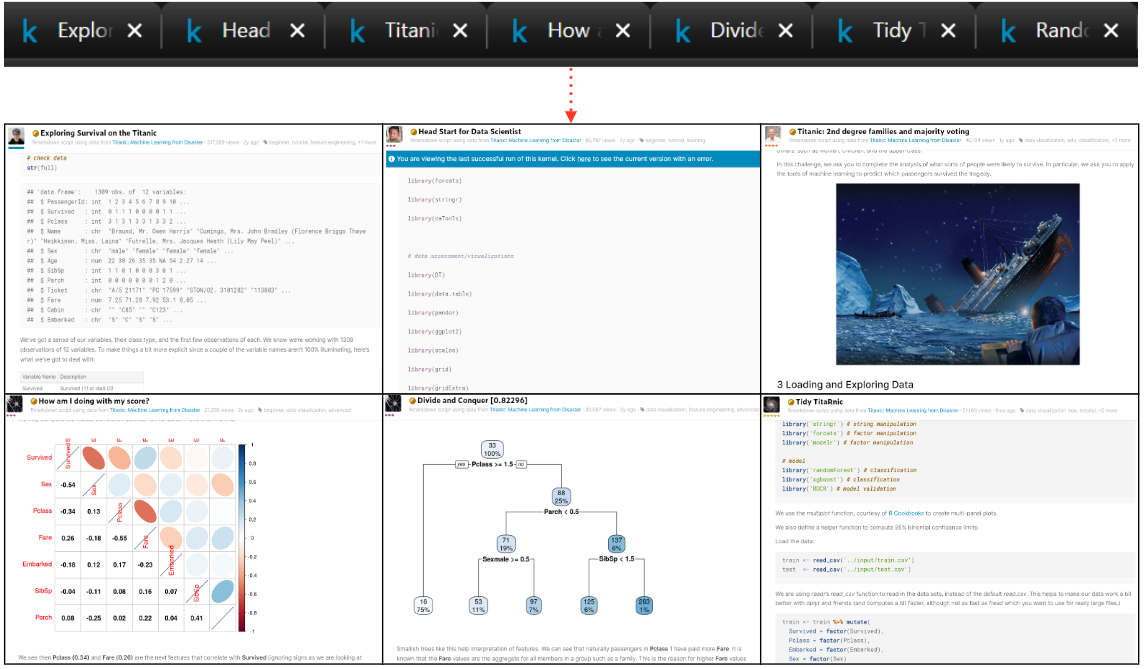 k Explor ✕ k Head ✕ k Titani ✕ k How a ✕ k Divide ✕ k Tidy T ✕ k Rando ✕
Exploring Survival on the Titanic
Rmarkdown script using data from Titanic: Machine Learning from Disaster · views · 2y ago · beginner, tutorial, feature engineering, +1 more
# check data
str(full)
## 'data.frame': 1309 obs. of 12 variables:
## $ PassengerId: int 1 2 3 4 5 6 7 8 9 10 ...
## $ Survived : int 0 1 1 1 0 0 0 0 1 1 ...
## $ Pclass : int 3 1 3 1 3 3 1 3 3 2 ...
## $ Name : chr "Braund, Mr. Owen Harris" "Cumings, Mrs. John Bradley (Florence Briggs Thaye
r)" "Heikkinen, Miss. Laina" "Futrelle, Mrs. Jacques Heath (Lily May Peel)" ...
## $ Sex : chr "male" "female" "female" "female" ...
## $ Age : num 22 38 26 35 35 NA 54 2 27 14 ...
## $ SibSp : int 1 1 0 1 0 0 0 3 0 1 ...
## $ Parch : int 0 0 0 0 0 0 0 1 2 0 ...
## $ Ticket : chr "A/5 21171" "PC 17599" "STON/O2. 3101282" "113803" ...
## $ Fare : num 7.25 71.28 7.92 53.1 8.05 ...
## $ Cabin : chr "" "C85" "" "C123" ...
## $ Embarked : chr "S" "C" "S" "S" ...
We've got a sense of our variables, their class type, and the first few observations of each. We know we're working with 1309
observations of 12 variables. To make things a bit more explicit since a couple of the variable names aren't 100% illuminating, here's
what we've got to deal with:
Variable Name Description
Survived Survived (1) or died (0)
Head Start for Data Scientist
Rmarkdown script using data from Titanic: Machine Learning from Disaster · views · 2y ago · beginner, tutorial, learning
You are viewing the last successful run of this kernel. Click here to see the current version with an error.
library(forcats)
library(stringr)
library(caTools)
# data assessment/visualizations
library(DT)
library(data.table)
library(pander)
library(ggplot2)
library(scales)
library(grid)
library(gridExtra)
Titanic: 2nd degree families and majority voting
Rmarkdown script using data from Titanic: Machine Learning from Disaster · views · 2y ago · data visualization, eda, classification, +2 more
In this challenge, we ask you to complete the analysis of what sorts of people were likely to survive. In particular, we ask you to apply
the tools of machine learning to predict which passengers survived the tragedy.
3 Loading and Exploring Data
How am I doing with my score?
Rmarkdown script using data from Titanic: Machine Learning from Disaster · views · 2y ago · beginner, data visualization, advanced
Survived S E F F E S F
Survived 1
Sex -0.54 Sex 0.8
Pclass -0.34 0.13 Pclass 0.4
Fare 0.26 -0.18 -0.55 Fare 0
Embarked -0.18 0.12 0.17 -0.23 Embarked -0.4
SibSp -0.04 -0.11 0.08 0.16 0.07 SibSp -0.6
Parch 0.08 -0.25 0.02 0.22 0.04 0.41 -1
We see then Pclass (0.34) and Fare (0.26) are the next features that correlate with Survived (ignoring signs as we are looking at
Divide and Conquer [0.82296]
Rmarkdown script using data from Titanic: Machine Learning from Disaster · views · 2y ago · data visualization, feature engineering, advanced
33
100%
yes Pclass >= 1.5 no
88
25%
Parch < 0.5
71 137
19% 6%
Sexmale >= 0.5 SibSp < 1.5
16 53 97 125 263
75% 11% 7% 6% 1%
Smallish trees like this help interpretation of features. We can see that naturally passengers in Pclass 1 have paid more Fare. It is
known that the Fare values are the aggregate for all members in a group such as a family. This is the reason for higher Fare values
Tidy TitaRnic
Rmarkdown script using data from Titanic: Machine Learning from Disaster · views · ago · data visualization, eda, tutorial, +2 more
library('stringr') # string manipulation
library('forcats') # factor manipulation
library('modelr') # factor manipulation
# model
library('randomForest') # classification
library('xgboost') # classification
library('ROCR') # model validation
We use the multiplot function, courtesy of R Cookbooke to create multi-panel plots.
We also define a helper function to compute 95% binomial confidence limits:
Load the data:
train <- read_csv('../input/train.csv')
test <- read_csv('../input/test.csv')
We are using readr's read_csv function to read in the data sets, instead of the default read.csv. This helps to make our data work a bit
better with dplyr and friends (and computes a bit faster, although not as fast as fread which you want to use for really large files.)
train <- train %>% mutate(
Survived = factor(Survived),
Pclass = factor(Pclass),
Embarked = factor(Embarked),
Sex = factor(Sex)